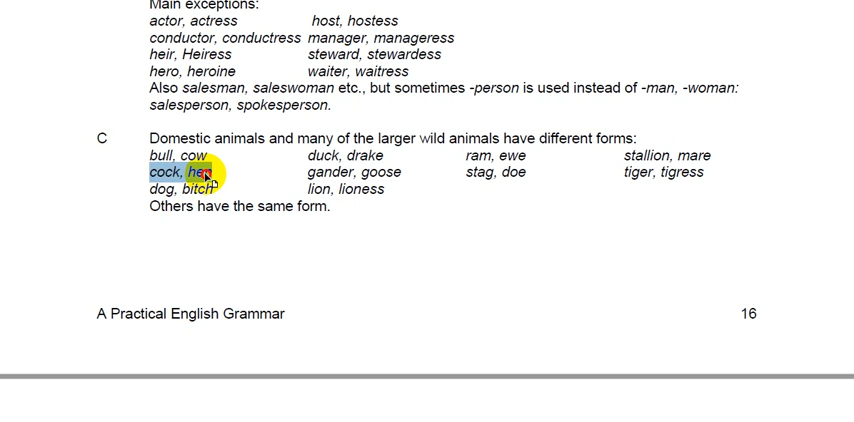 Main exceptions:
actor, actress host, hostess
conductor, conductress manager, manageress
heir, Heiress steward, stewardess
hero, heroine waiter, waitress
Also salesman, saleswoman etc., but sometimes -person is used instead of -man, -woman:
salesperson, spokesperson.
C Domestic animals and many of the larger wild animals have different forms:
bull, cow duck, drake ram, ewe stallion, mare
cock, hen gander, goose stag, doe tiger, tigress
dog, bitch lion, lioness
Others have the same form.
A Practical English Grammar 16